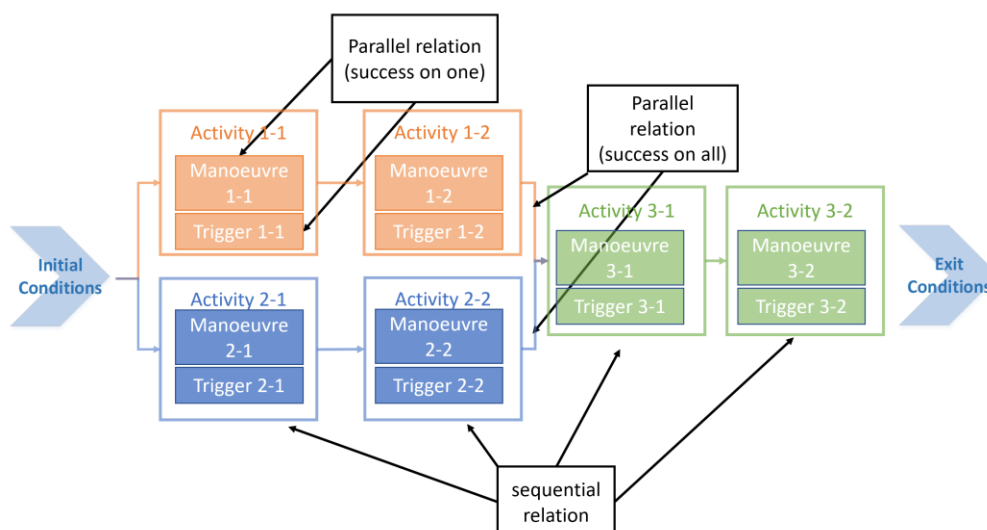 Parallel relation
(success on one)
Parallel
relation
(success on all)
Activity 1-1
Manoeuvre
1-1
Trigger 1-1
Activity 1-2
Manoeuvre
1-2
Trigger 1-2
Initial
Conditions
Activity 2-1
Manoeuvre
2-1
Trigger 2-1
Activity 2-2
Manoeuvre
2-2
Trigger 2-2
Activity 3-1
Manoeuvre
3-1
Trigger 3-1
Activity 3-2
Manoeuvre
3-2
Trigger 3-2
Exit
Conditions
sequential
relation